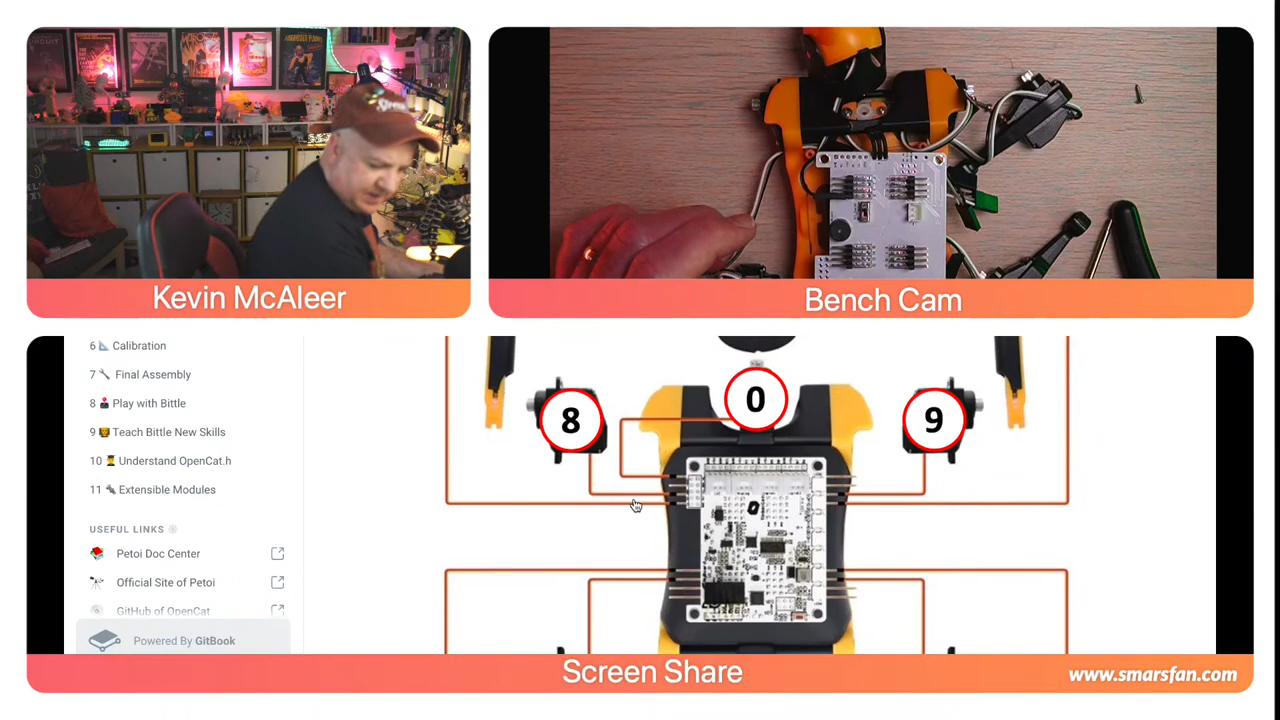 Kevin McAleer
Bench Cam
6 Calibration
7 Final Assembly
8 Play with Bittle
9 Teach Bittle New Skills
10 Understand OpenCat.h
11 Extensible Modules
USEFUL LINKS
Petoi Doc Center
Official Site of Petoi
GitHub of OpenCat
Powered By GitBook
8
0
9
Screen Share
www.smarsfan.com